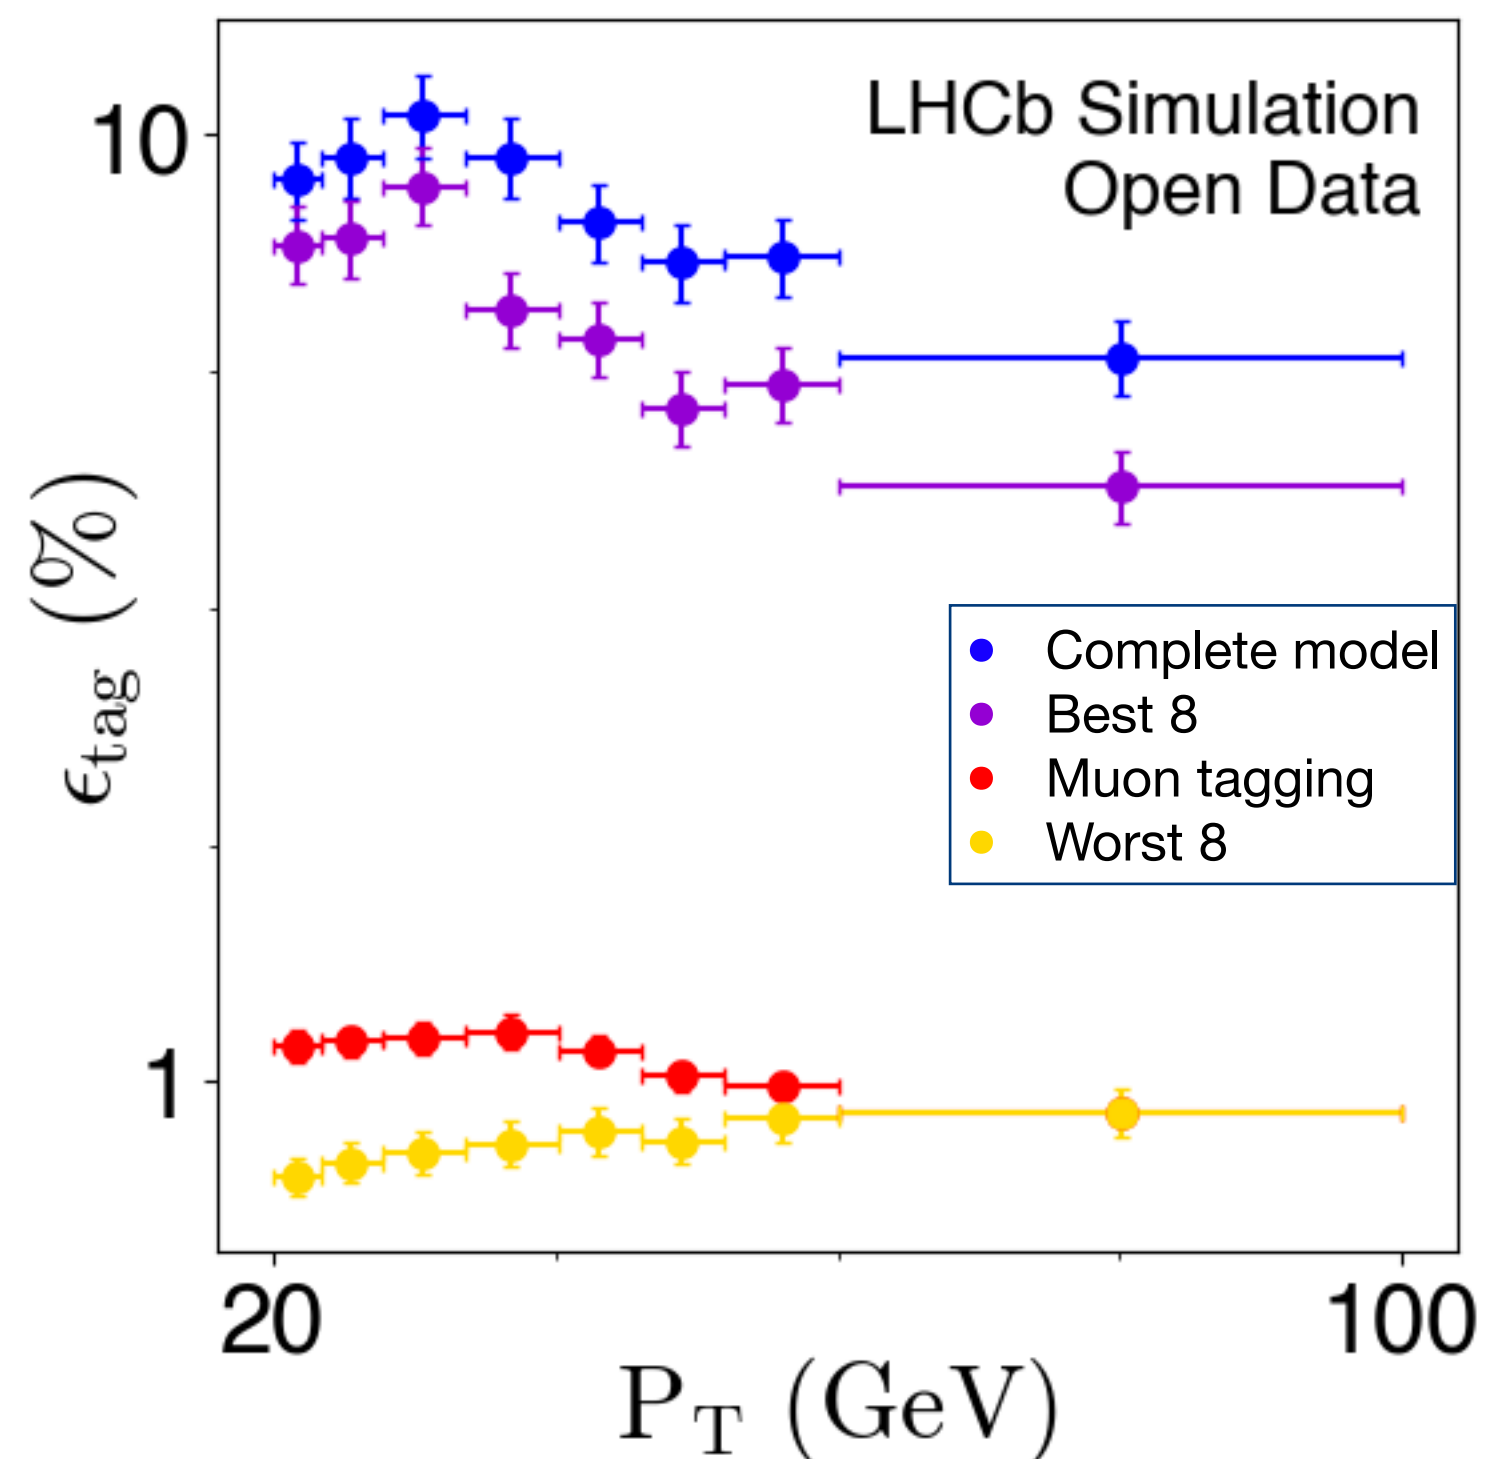 LHCb Simulation
Open Data
10
ϵtag (%)
Complete model
Best 8
Muon tagging
Worst 8
1
20
100
PT (GeV)